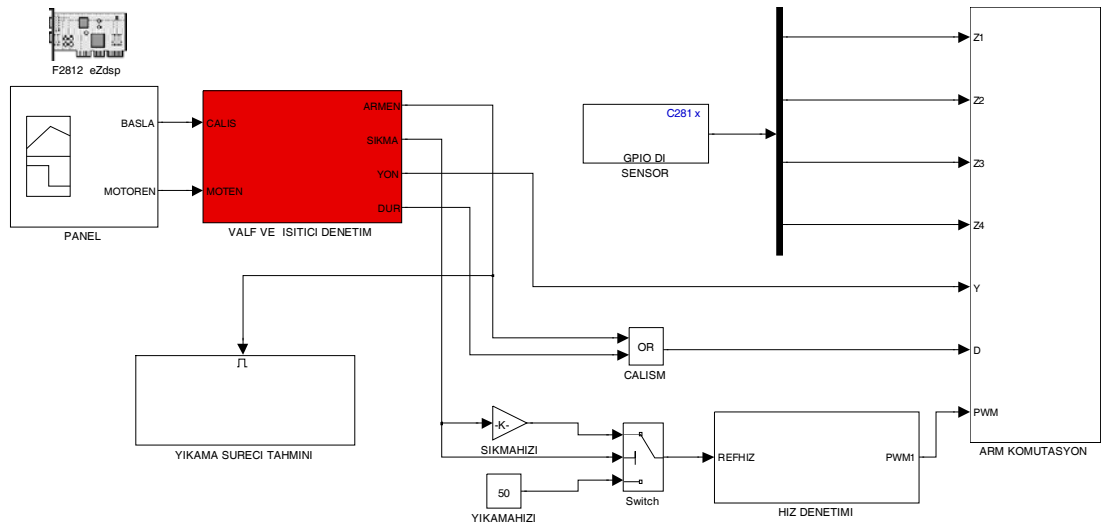 F2812 eZdsp
BASLA
MOTOREN
PANEL
CALIS
MOTEN
ARMEN
SIKMA
YON
DUR
VALF VE ISITICI DENETIM
C281x
GPIO DI
SENSOR
Z1
Z2
Z3
Z4
Y
D
PWM
ARM KOMUTASYON
OR
CALISM
YIKAMA SURECI TAHMINI
-K-
SIKMAHIZI
50
YIKAMAHIZI
Switch
REFHIZ
PWM1
HIZ DENETIMI